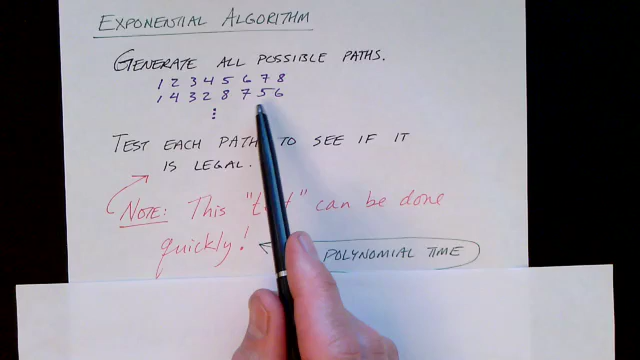 EXPONENTIAL ALGORITHM
GENERATE ALL POSSIBLE PATHS.
1 2 3 4 5 6 7 8
1 4 3 2 8 7 5 6
⋮
TEST EACH PATH TO SEE IF IT
IS LEGAL.
NOTE: This "test" can be done
quickly!
POLYNOMIAL TIME